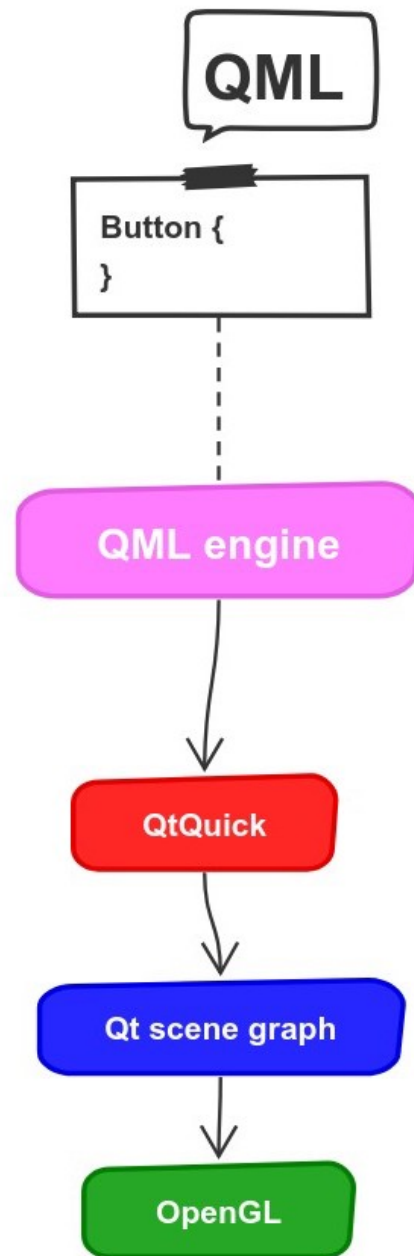 QML
Button {
}
QML engine
QtQuick
Qt scene graph
OpenGL